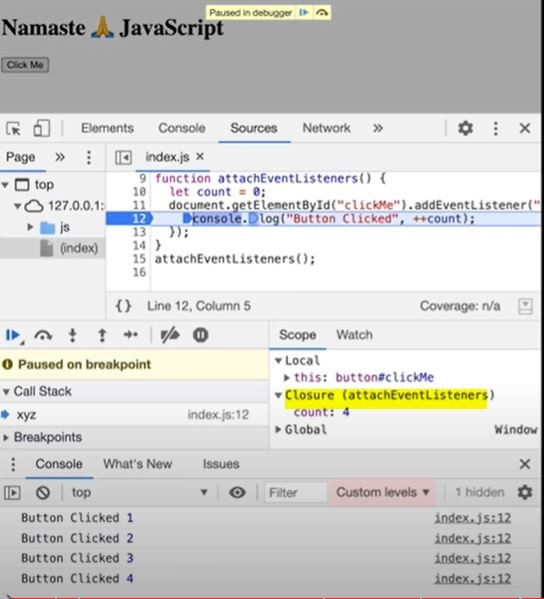 Paused in debugger
Namaste 🙏 JavaScript
Click Me
Elements Console Sources Network »
Page » index.js ×
top
127.0.0.1:
js
(index)
9 function attachEventListeners() {
10 let count = 0;
11 document.getElementById("clickMe").addEventListener("
12 console.log("Button Clicked", ++count);
13 });
14 }
15 attachEventListeners();
16
{} Line 12, Column 5 Coverage: n/a
Scope Watch
Paused on breakpoint
Call Stack
xyz index.js:12
Breakpoints
Local
this: button#clickMe
Closure (attachEventListeners)
count: 4
Global Window
Console What's New Issues
top Filter Custom levels ▼ 1 hidden
Button Clicked 1 index.js:12
Button Clicked 2 index.js:12
Button Clicked 3 index.js:12
Button Clicked 4 index.js:12